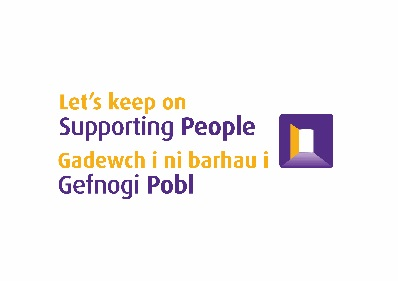 Let's keep on
Supporting People
Gadewch i ni barhau i
Gefnogi Pobl